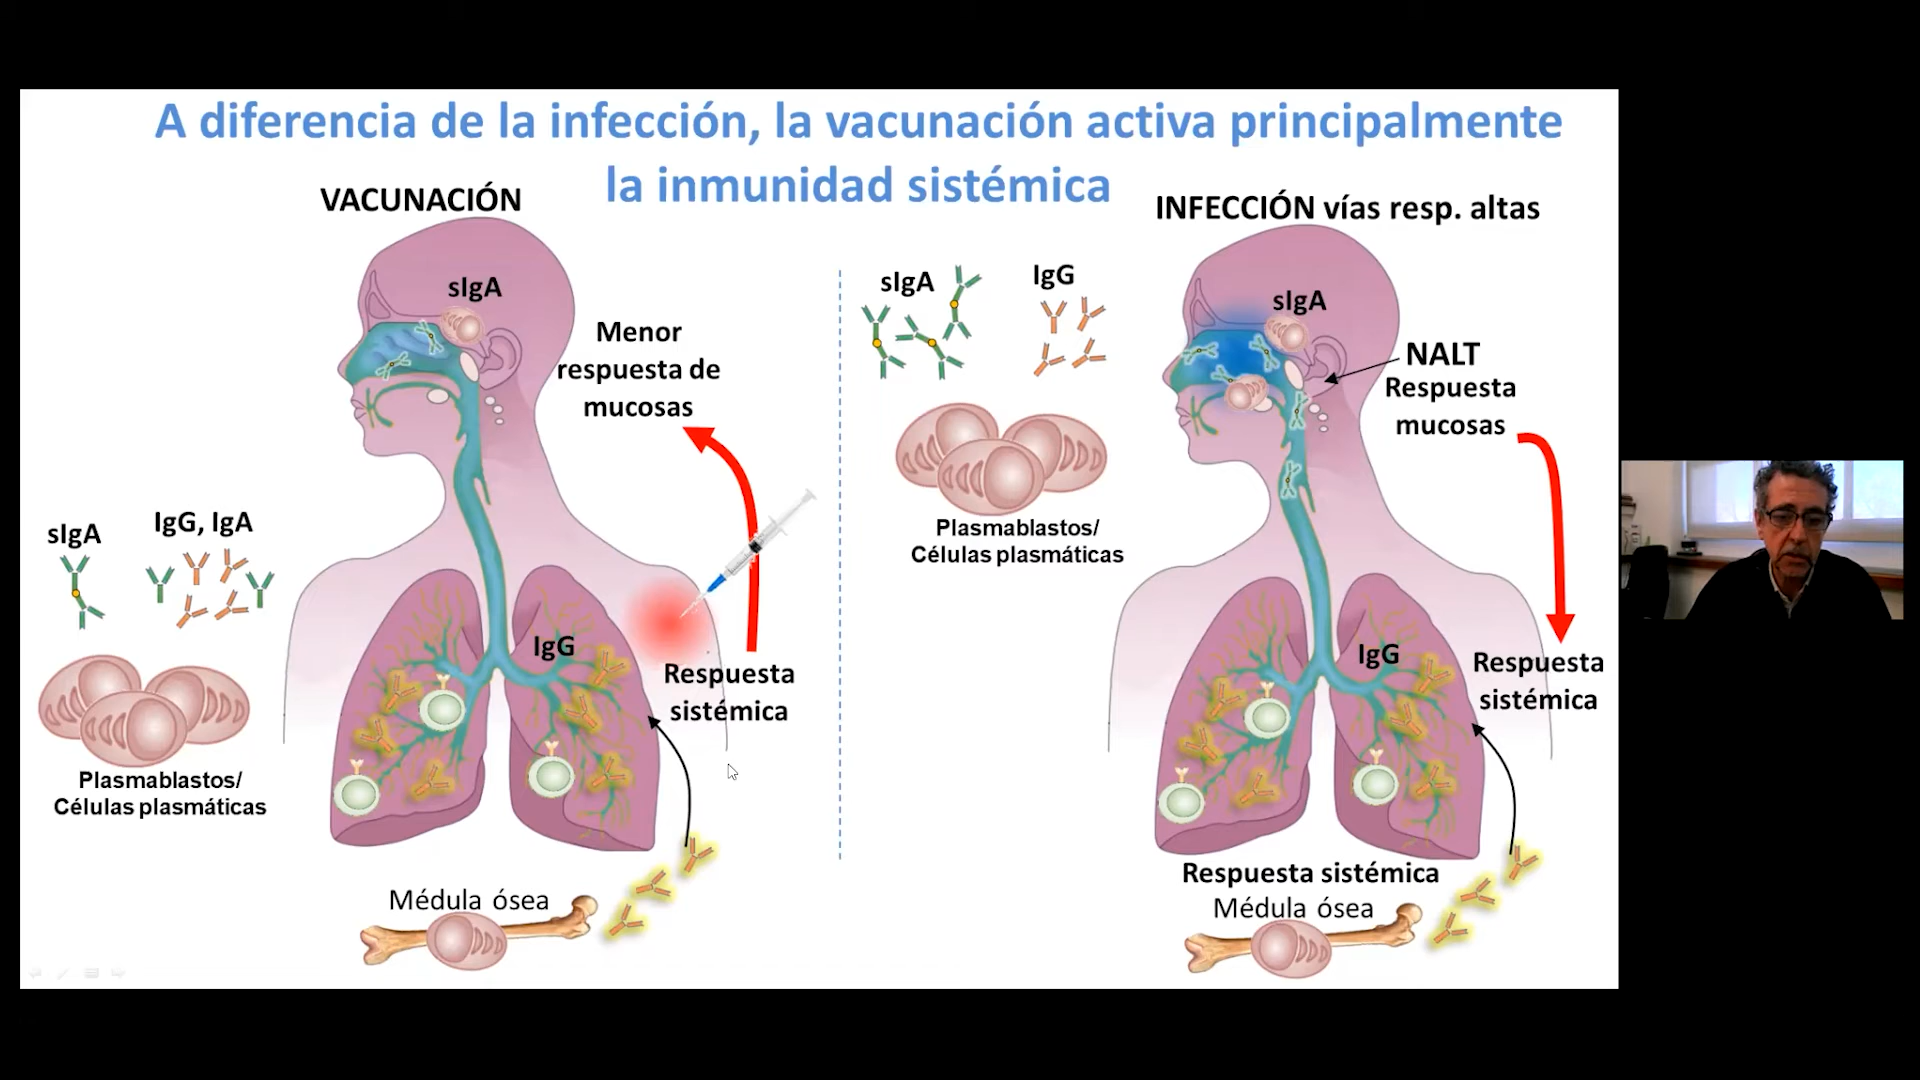 A diferencia de la infección, la vacunación activa principalmente
la inmunidad sistémica
VACUNACIÓN
sIgA
Menor
respuesta de
mucosas
sIgA
IgG, IgA
IgG
Respuesta
sistémica
Plasmablastos/
Células plasmáticas
Médula ósea
INFECCIÓN vías resp. altas
sIgA
IgG
sIgA
NALT
Respuesta
mucosas
Plasmablastos/
Células plasmáticas
IgG
Respuesta
sistémica
Respuesta sistémica
Médula ósea